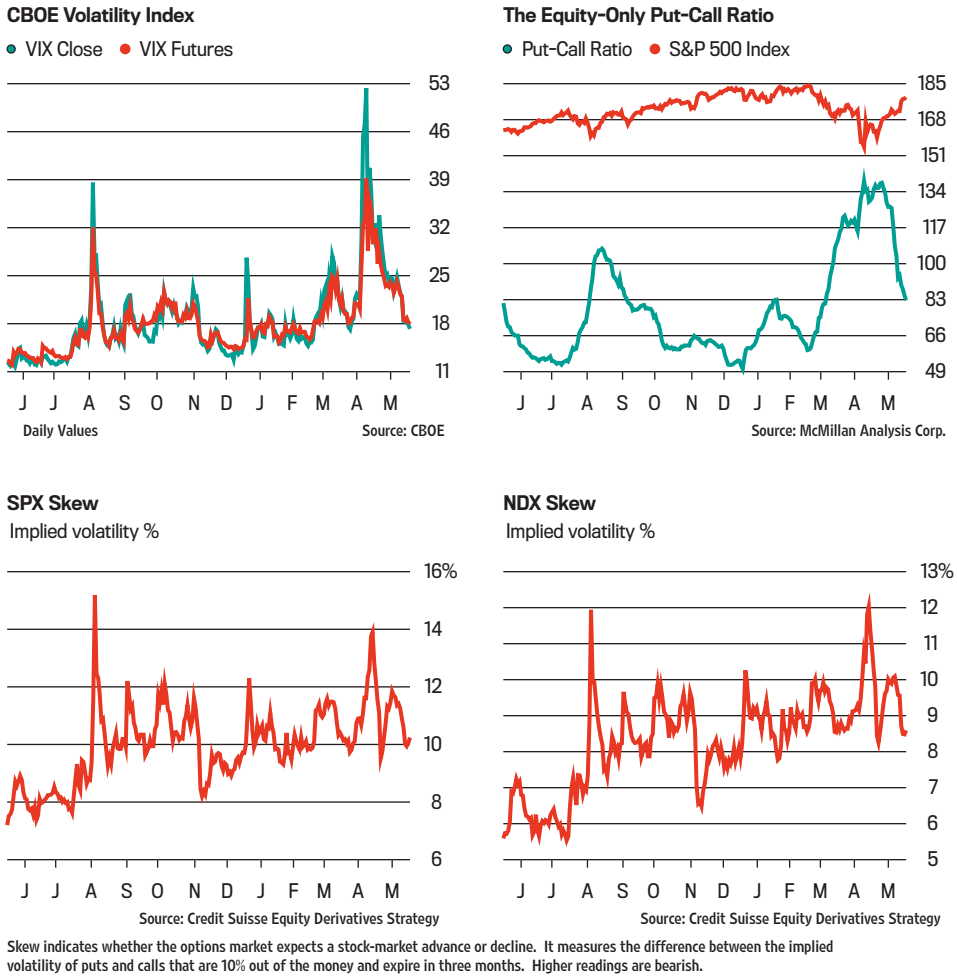 CBOE Volatility Index
VIX Close VIX Futures
53
46
39
32
25
18
11
J J A S O N D J F M A M
Daily Values Source: CBOE
The Equity-Only Put-Call Ratio
Put-Call Ratio S&P 500 Index
185
168
151
134
117
100
83
66
49
J J A S O N D J F M A M
Source: McMillan Analysis Corp.
SPX Skew
Implied volatility %
16%
14
12
10
8
6
J J A S O N D J F M A M
Source: Credit Suisse Equity Derivatives Strategy
NDX Skew
Implied volatility %
13%
12
11
10
9
8
7
6
5
J J A S O N D J F M A M
Source: Credit Suisse Equity Derivatives Strategy
Skew indicates whether the options market expects a stock-market advance or decline. It measures the difference between the implied
volatility of puts and calls that are 10% out of the money and expire in three months. Higher readings are bearish.